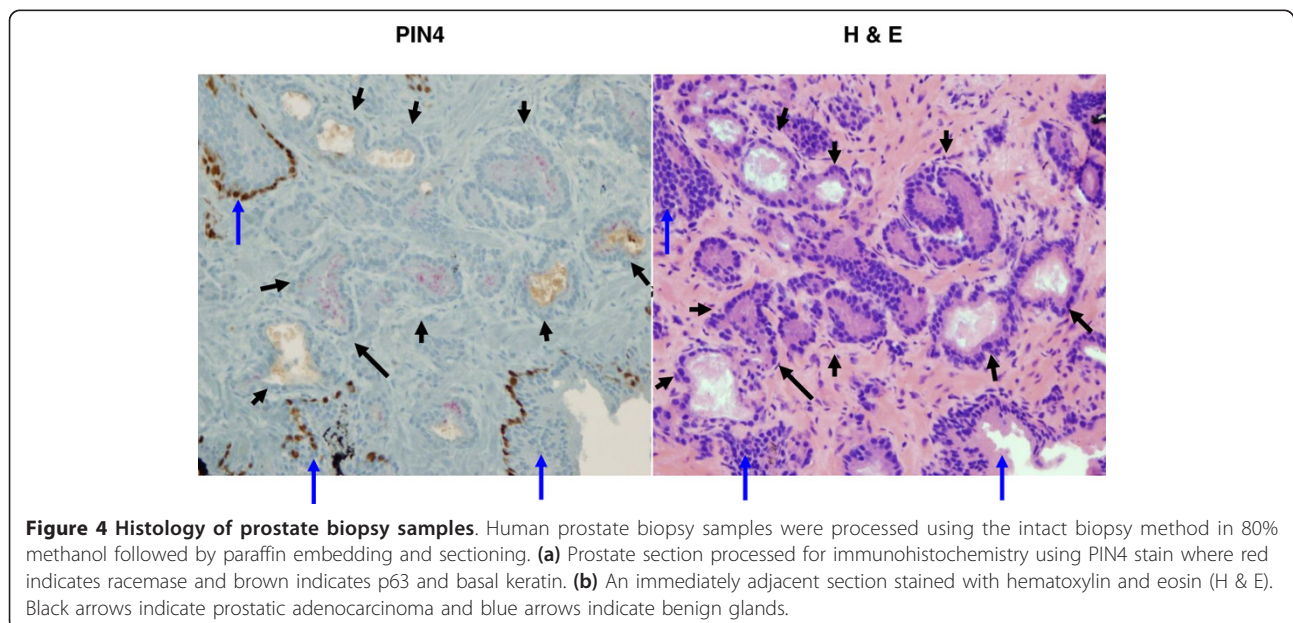 PIN4
H & E
Figure 4 Histology of prostate biopsy samples. Human prostate biopsy samples were processed using the intact biopsy method in 80%
methanol followed by paraffin embedding and sectioning. (a) Prostate section processed for immunohistochemistry using PIN4 stain where red
indicates racemase and brown indicates p63 and basal keratin. (b) An immediately adjacent section stained with hematoxylin and eosin (H & E).
Black arrows indicate prostatic adenocarcinoma and blue arrows indicate benign glands.